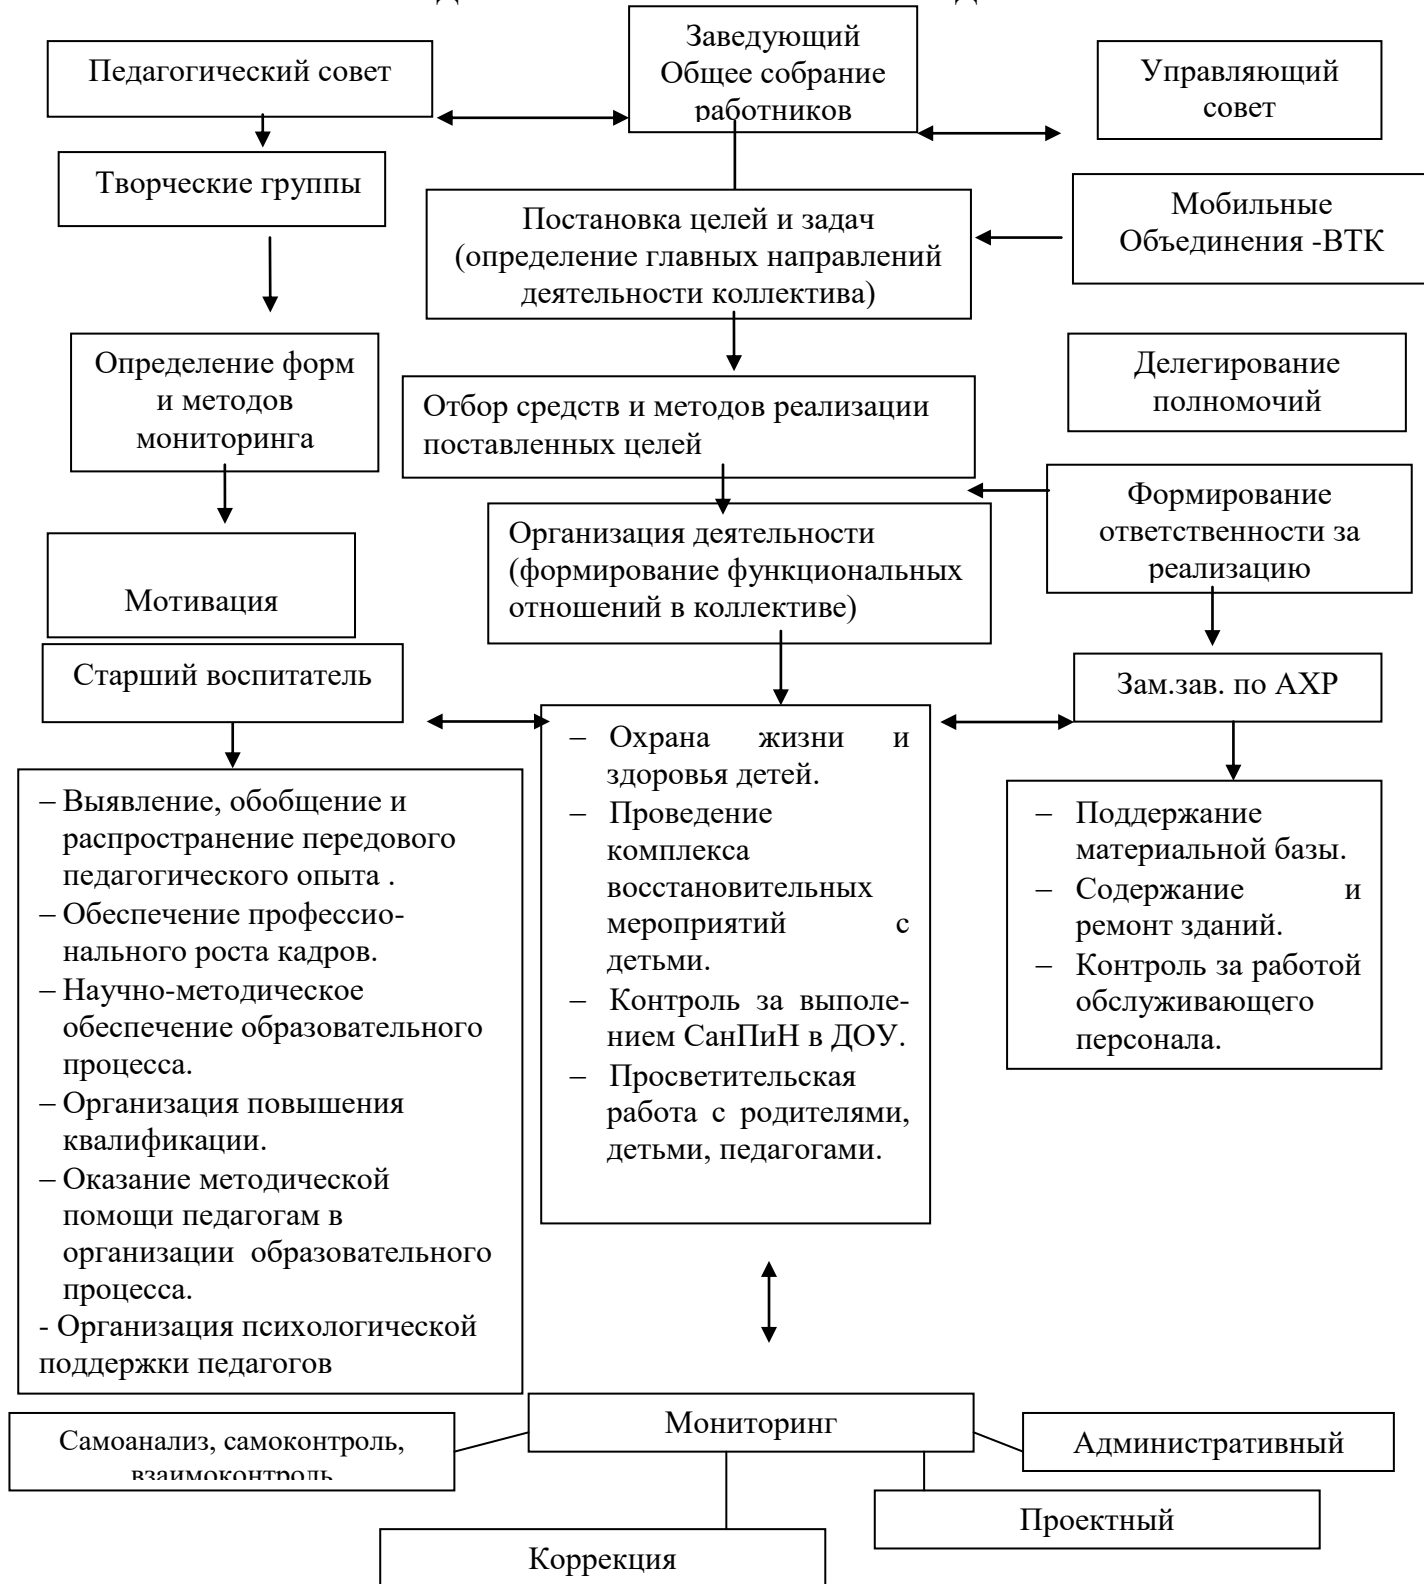 Заведующий
Общее собрание
работников
Педагогический совет
Управляющий
совет
Творческие группы
Постановка целей и задач
(определение главных направлений
деятельности коллектива)
Мобильные
Объединения -ВТК
Определение форм
и методов
мониторинга
Отбор средств и методов реализации
поставленных целей
Делегирование
полномочий
Мотивация
Организация деятельности
(формирование функциональных
отношений в коллективе)
Формирование
ответственности за
реализацию
Старший воспитатель
Зам.зав. по АХР
– Выявление, обобщение и
распространение передового
педагогического опыта .
– Обеспечение профессио-
нального роста кадров.
– Научно-методическое
обеспечение образовательного
процесса.
– Организация повышения
квалификации.
– Оказание методической
помощи педагогам в
организации образовательного
процесса.
- Организация психологической
поддержки педагогов
– Охрана жизни и
здоровья детей.
– Проведение
комплекса
восстановительных
мероприятий с
детьми.
– Контроль за выполе-
нием СанПиН в ДОУ.
– Просветительская
работа с родителями,
детьми, педагогами.
– Поддержание
материальной базы.
– Содержание и
ремонт зданий.
– Контроль за работой
обслуживающего
персонала.
Мониторинг
Самоанализ, самоконтроль,
взаимоконтроль
Административный
Проектный
Коррекция